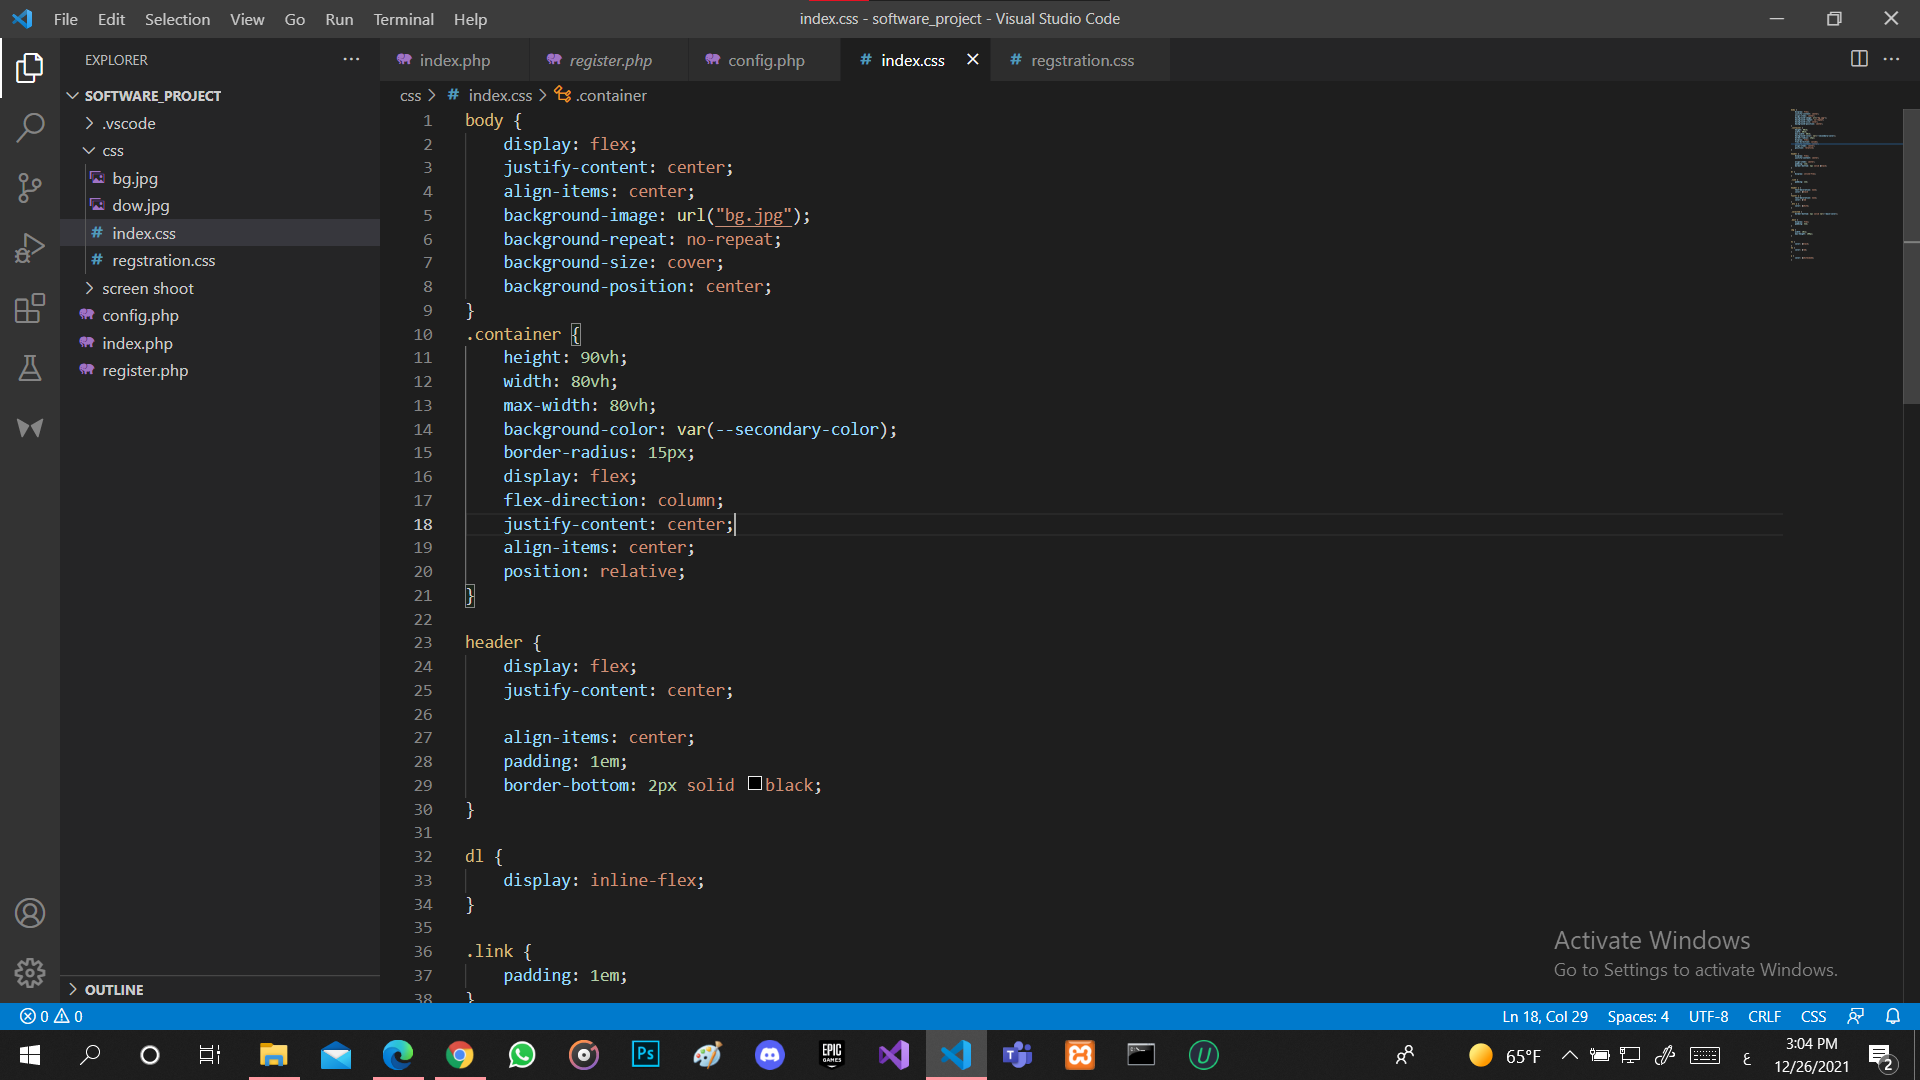 File Edit Selection View Go Run Terminal Help
index.css - software_project - Visual Studio Code
EXPLORER
SOFTWARE_PROJECT
.vscode
css
bg.jpg
dow.jpg
index.css
regstration.css
screen shoot
config.php
index.php
register.php
OUTLINE
index.php register.php config.php # index.css # regstration.css
css > # index.css > .container
1 body {
2 display: flex;
3 justify-content: center;
4 align-items: center;
5 background-image: url("bg.jpg");
6 background-repeat: no-repeat;
7 background-size: cover;
8 background-position: center;
9 }
10 .container {
11 height: 90vh;
12 width: 80vh;
13 max-width: 80vh;
14 background-color: var(--secondary-color);
15 border-radius: 15px;
16 display: flex;
17 flex-direction: column;
18 justify-content: center;
19 align-items: center;
20 position: relative;
21 }
22
23 header {
24 display: flex;
25 justify-content: center;
26
27 align-items: center;
28 padding: 1em;
29 border-bottom: 2px solid black;
30 }
31
32 dl {
33 display: inline-flex;
34 }
35
36 .link {
37 padding: 1em;
38 }
Activate Windows
Go to Settings to activate Windows.
0 0
Ln 18, Col 29 Spaces: 4 UTF-8 CRLF CSS
Ps
EPIC GAMES
U
65°F
ع
3:04 PM
12/26/2021
2